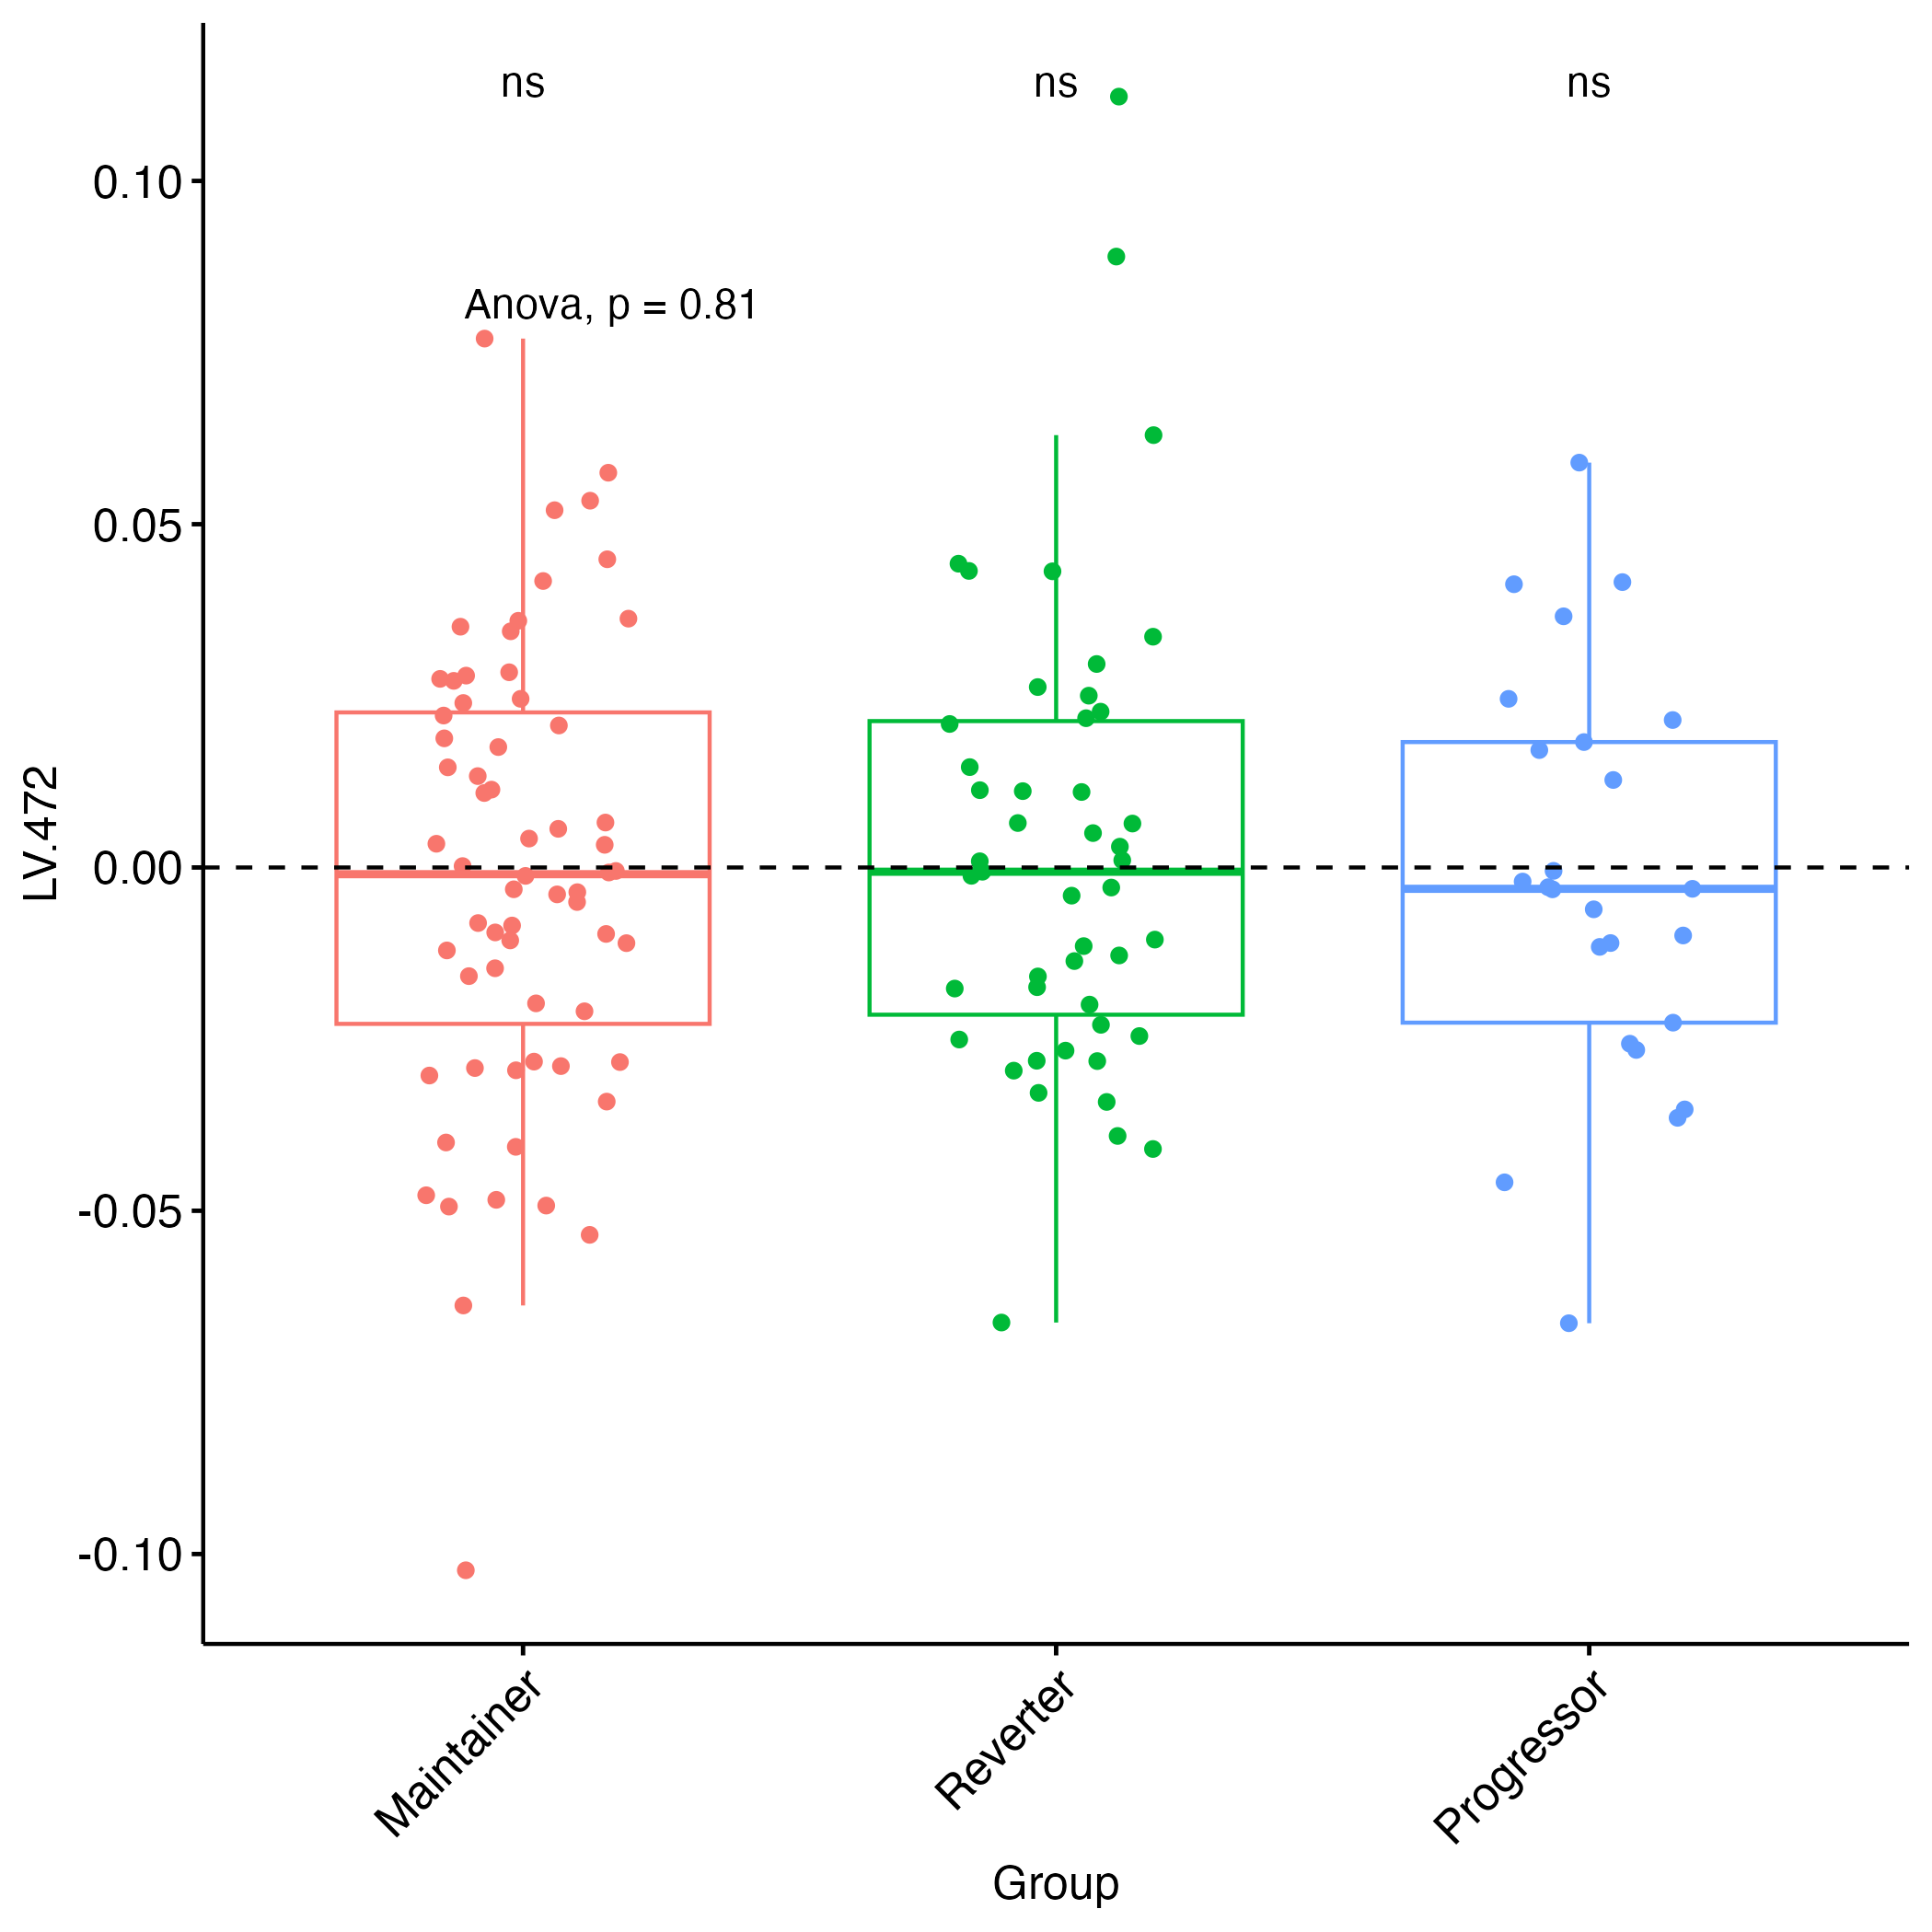 ns ns ns
Anova, p = 0.81
0.10
0.05
0.00
-0.05
-0.10
LV.472
Maintainer
Reverter
Progressor
Group